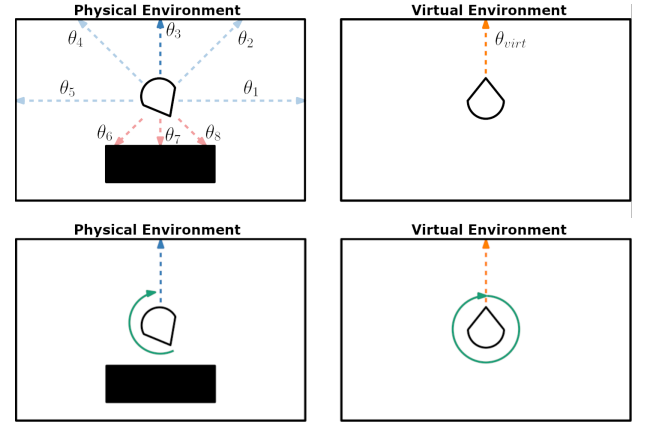 Physical Environment
Virtual Environment
θ4
θ3
θ2
θvirt
θ5
θ1
θ6
θ7
θ8
Physical Environment
Virtual Environment